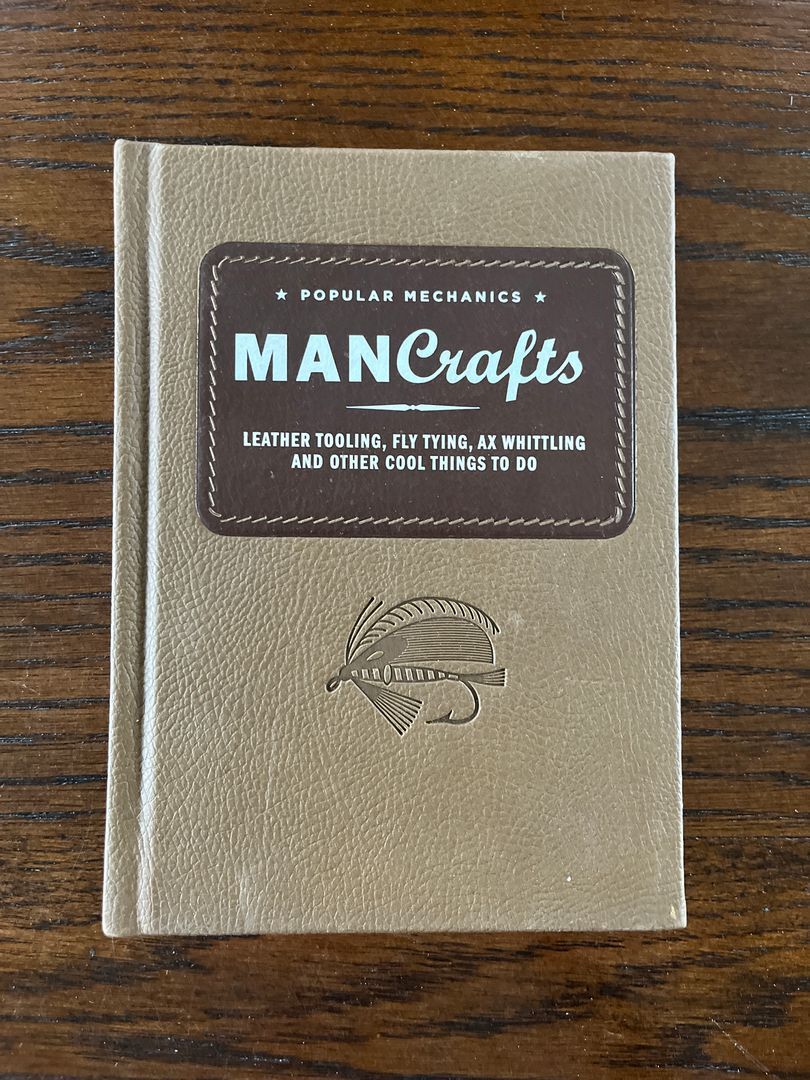 ★ POPULAR MECHANICS ★
MANCrafts
LEATHER TOOLING, FLY TYING, AX WHITTLING
AND OTHER COOL THINGS TO DO